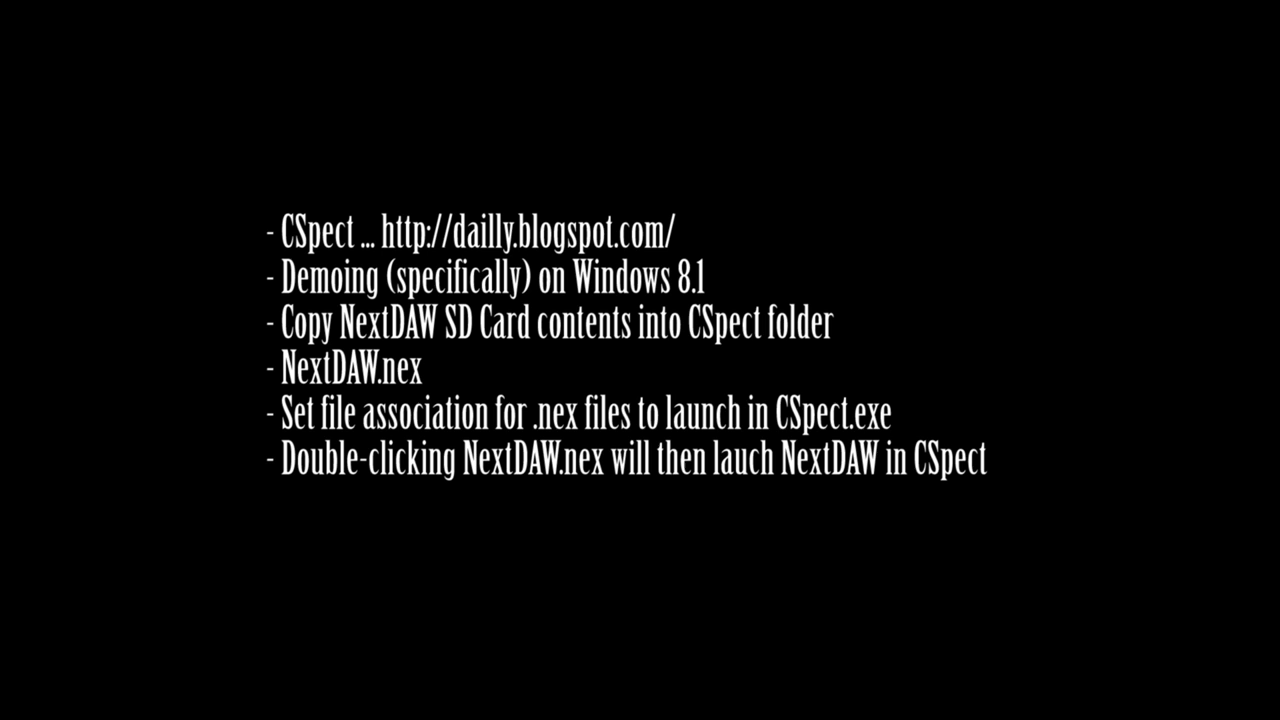 - CSpect ... http://dailly.blogspot.com/
- Demoing (specifically) on Windows 8.1
- Copy NextDAW SD Card contents into CSpect folder
- NextDAW.nex
- Set file association for .nex files to launch in CSpect.exe
- Double-clicking NextDAW.nex will then lauch NextDAW in CSpect